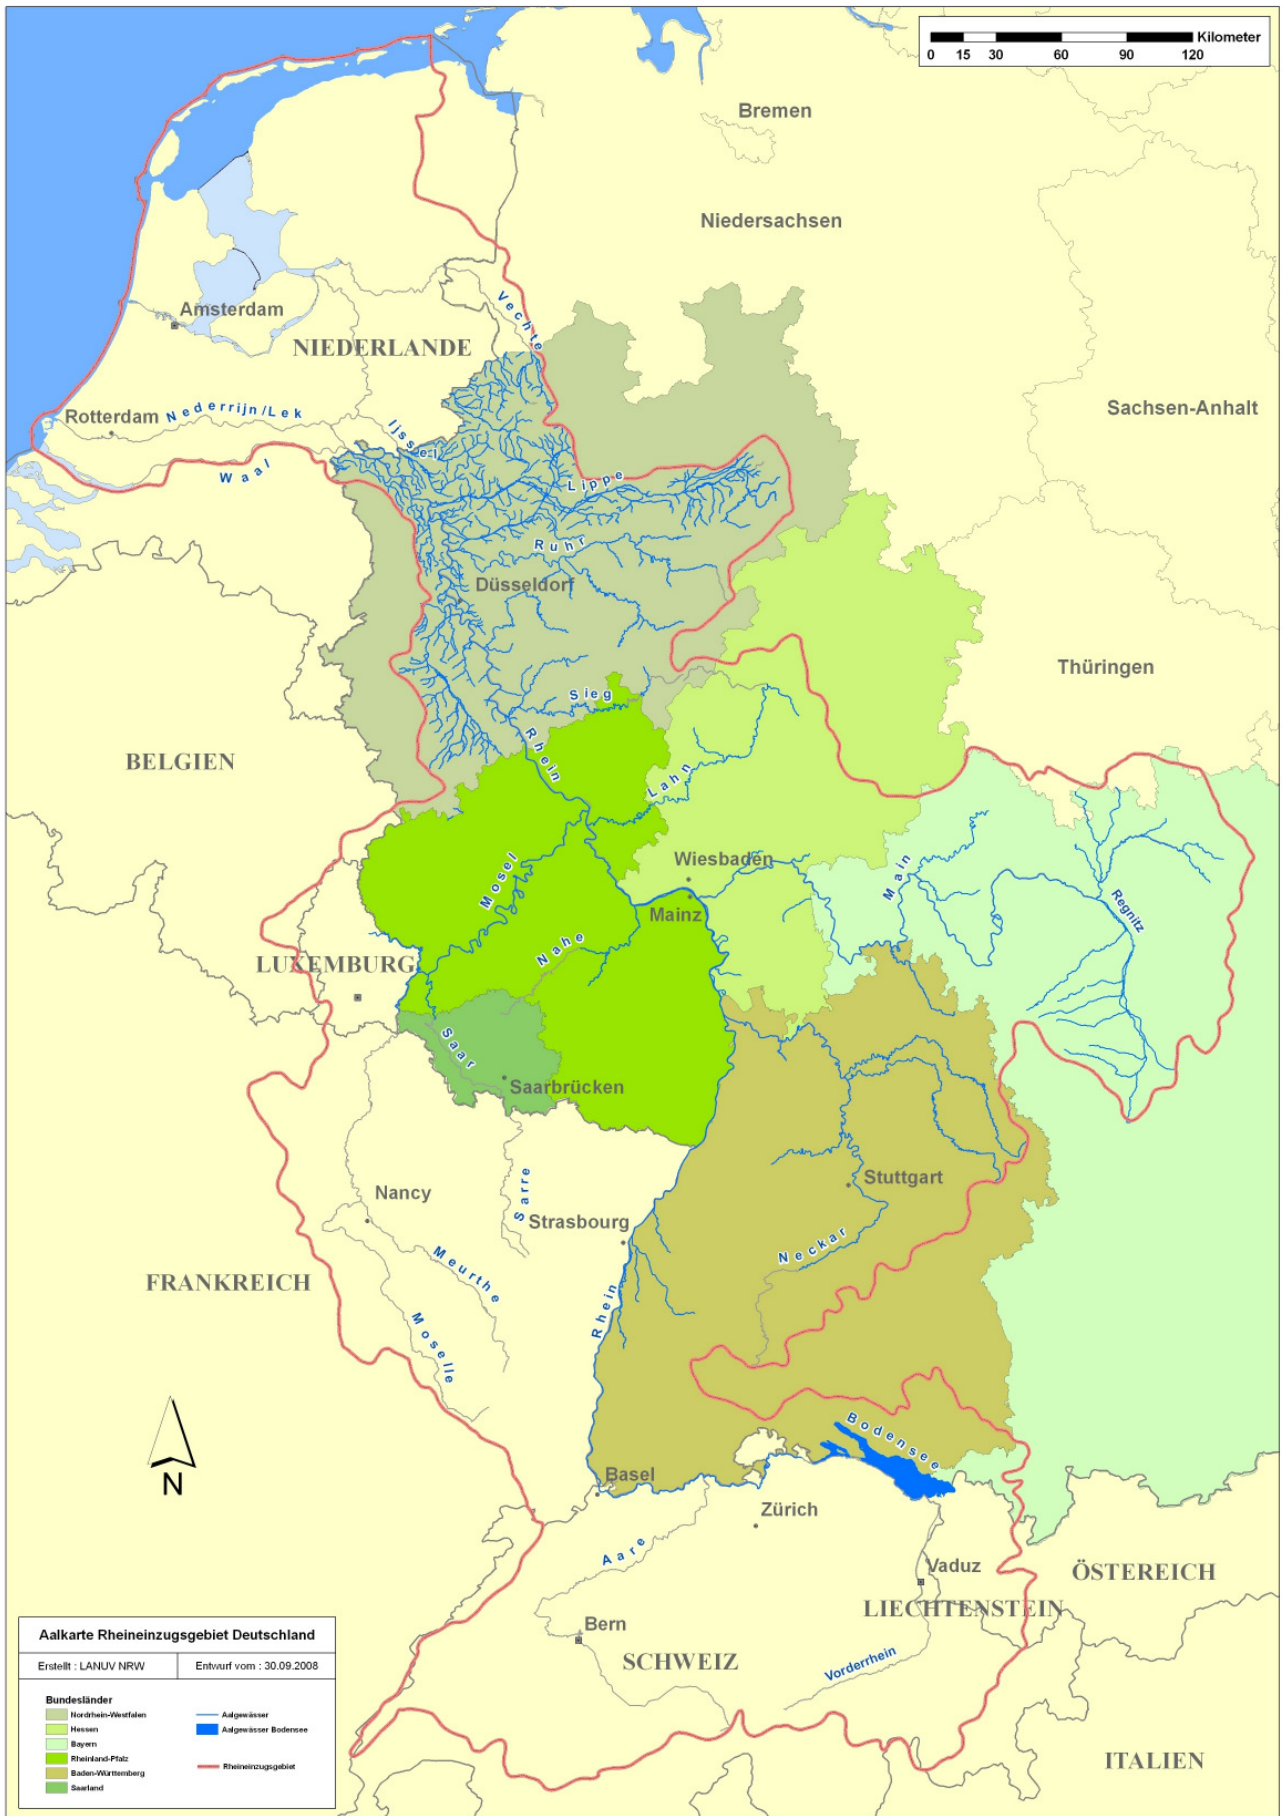 Kilometer
0 15 30 60 90 120
Bremen
Niedersachsen
Vechte
Amsterdam
NIEDERLANDE
Sachsen-Anhalt
Rotterdam
Nederrijn/Lek
Ijssel
Waal
Lippe
Ruhr
Düsseldorf
Thüringen
Sieg
Rhein
BELGIEN
Lahn
Wiesbaden
Mosel
Main
Mainz
Regnitz
Nahe
LUXEMBURG
Saar
Saarbrücken
Nancy
Sarre
Stuttgart
Strasbourg
Neckar
Meurthe
FRANKREICH
Rhein
Moselle
Bodensee
N
Basel
Zürich
Aare
Vaduz
ÖSTEREICH
LIECHTENSTEIN
Bern
SCHWEIZ
Vorderrhein
ITALIEN
Aalkarte Rheineinzugsgebiet Deutschland
Erstellt : LANUV NRW Entwurf vom : 30.09.2008
Bundesländer
Nordrhein-Westfalen
Hessen
Bayern
Rheinland-Pfalz
Baden-Württemberg
Saarland
Aalgewässer
Aalgewässer Bodensee
Rheineinzugsgebiet